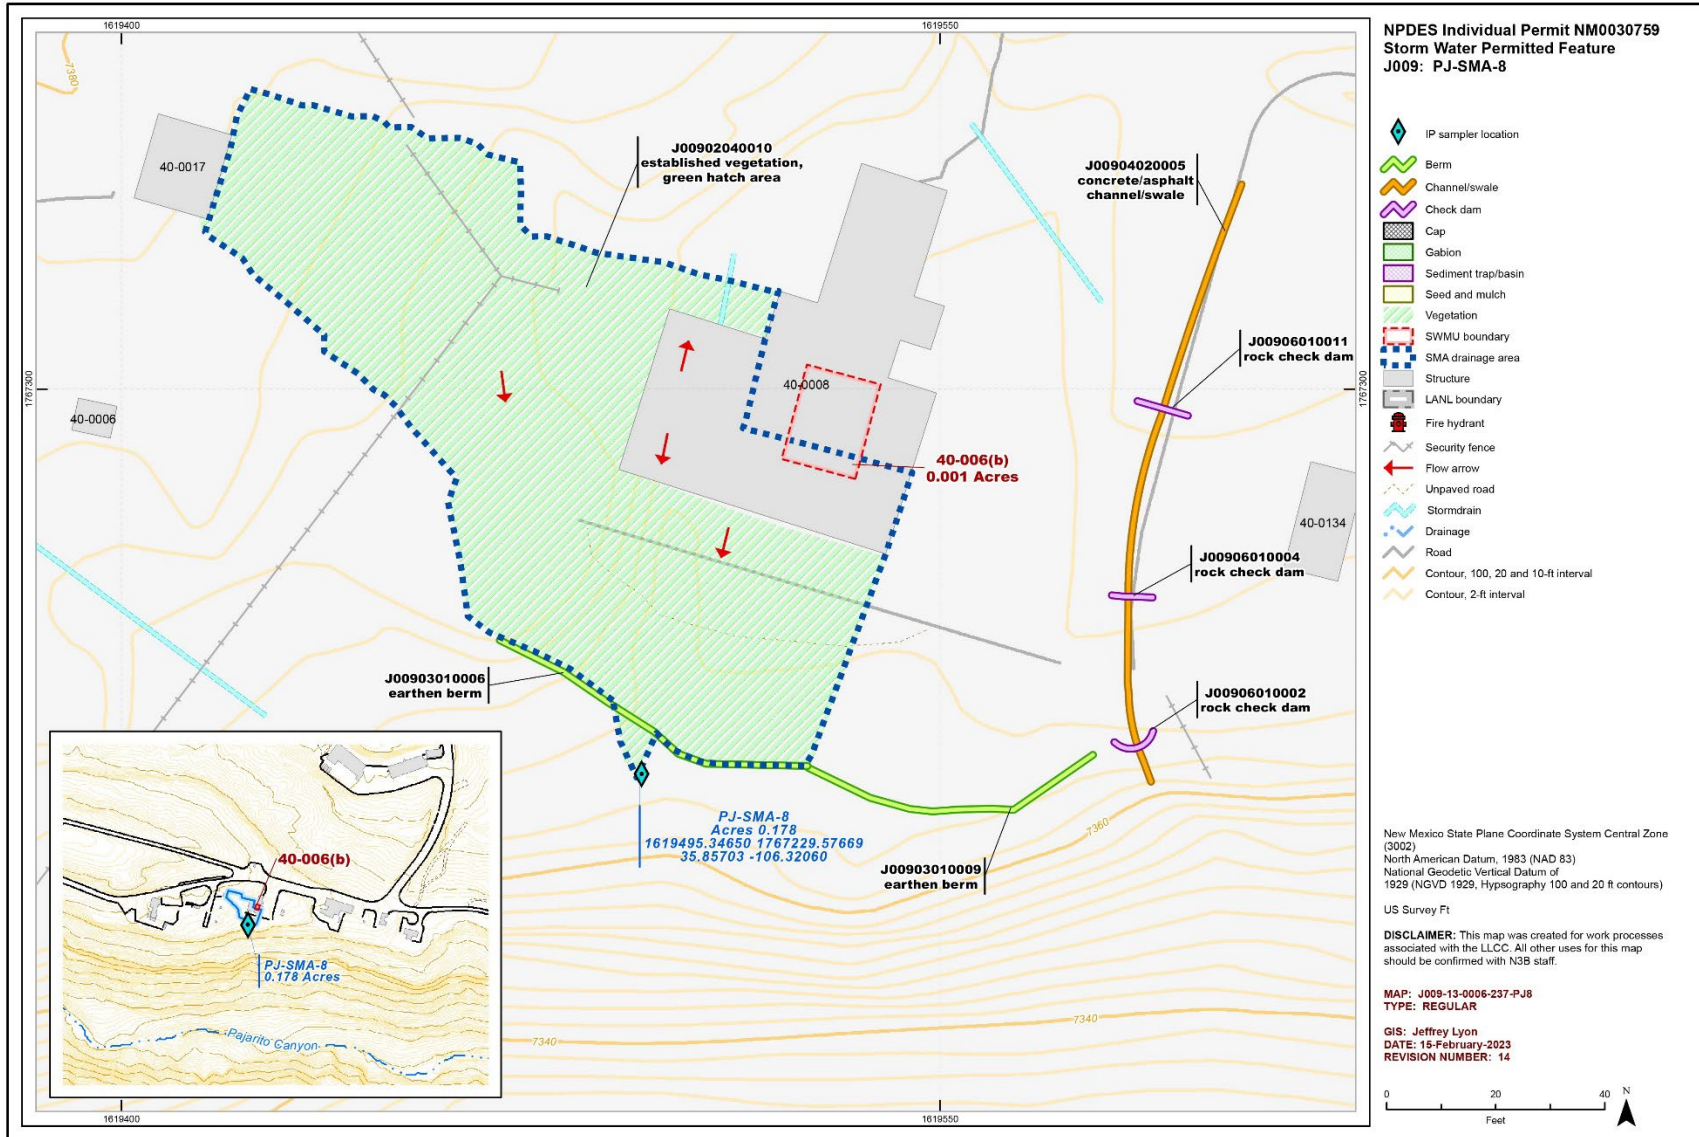 1619400
1619550
NPDES Individual Permit NM0030759
Storm Water Permitted Feature
J009: PJ-SMA-8
7380
IP sampler location
Berm
Channel/swale
Check dam
Cap
Gabion
Sediment trap/basin
Seed and mulch
Vegetation
SWMU boundary
SMA drainage area
Structure
LANL boundary
Fire hydrant
Security fence
Flow arrow
Unpaved road
Stormdrain
Drainage
Road
Contour, 100, 20 and 10-ft interval
Contour, 2-ft interval
40-0017
J00902040010
established vegetation,
green hatch area
J00904020005
concrete/asphalt
channel/swale
J00906010011
rock check dam
1767300
1767300
40-0008
40-0006
40-006(b)
0.001 Acres
40-0134
J00906010004
rock check dam
J00903010006
earthen berm
J00906010002
rock check dam
PJ-SMA-8
Acres 0.178
1619495.34650 1767229.57669
35.85703 -106.32060
7360
J00903010009
earthen berm
40-006(b)
PJ-SMA-8
0.178 Acres
Pajarito Canyon
7340
7340
1619400
1619550
New Mexico State Plane Coordinate System Central Zone
(3002)
North American Datum, 1983 (NAD 83)
National Geodetic Vertical Datum of
1929 (NGVD 1929, Hypsography 100 and 20 ft contours)
US Survey Ft
DISCLAIMER: This map was created for work processes
associated with the LLCC. All other uses for this map
should be confirmed with N3B staff.
MAP: J009-13-0006-237-PJ8
TYPE: REGULAR
GIS: Jeffrey Lyon
DATE: 15-February-2023
REVISION NUMBER: 14
0 20 40
Feet
N